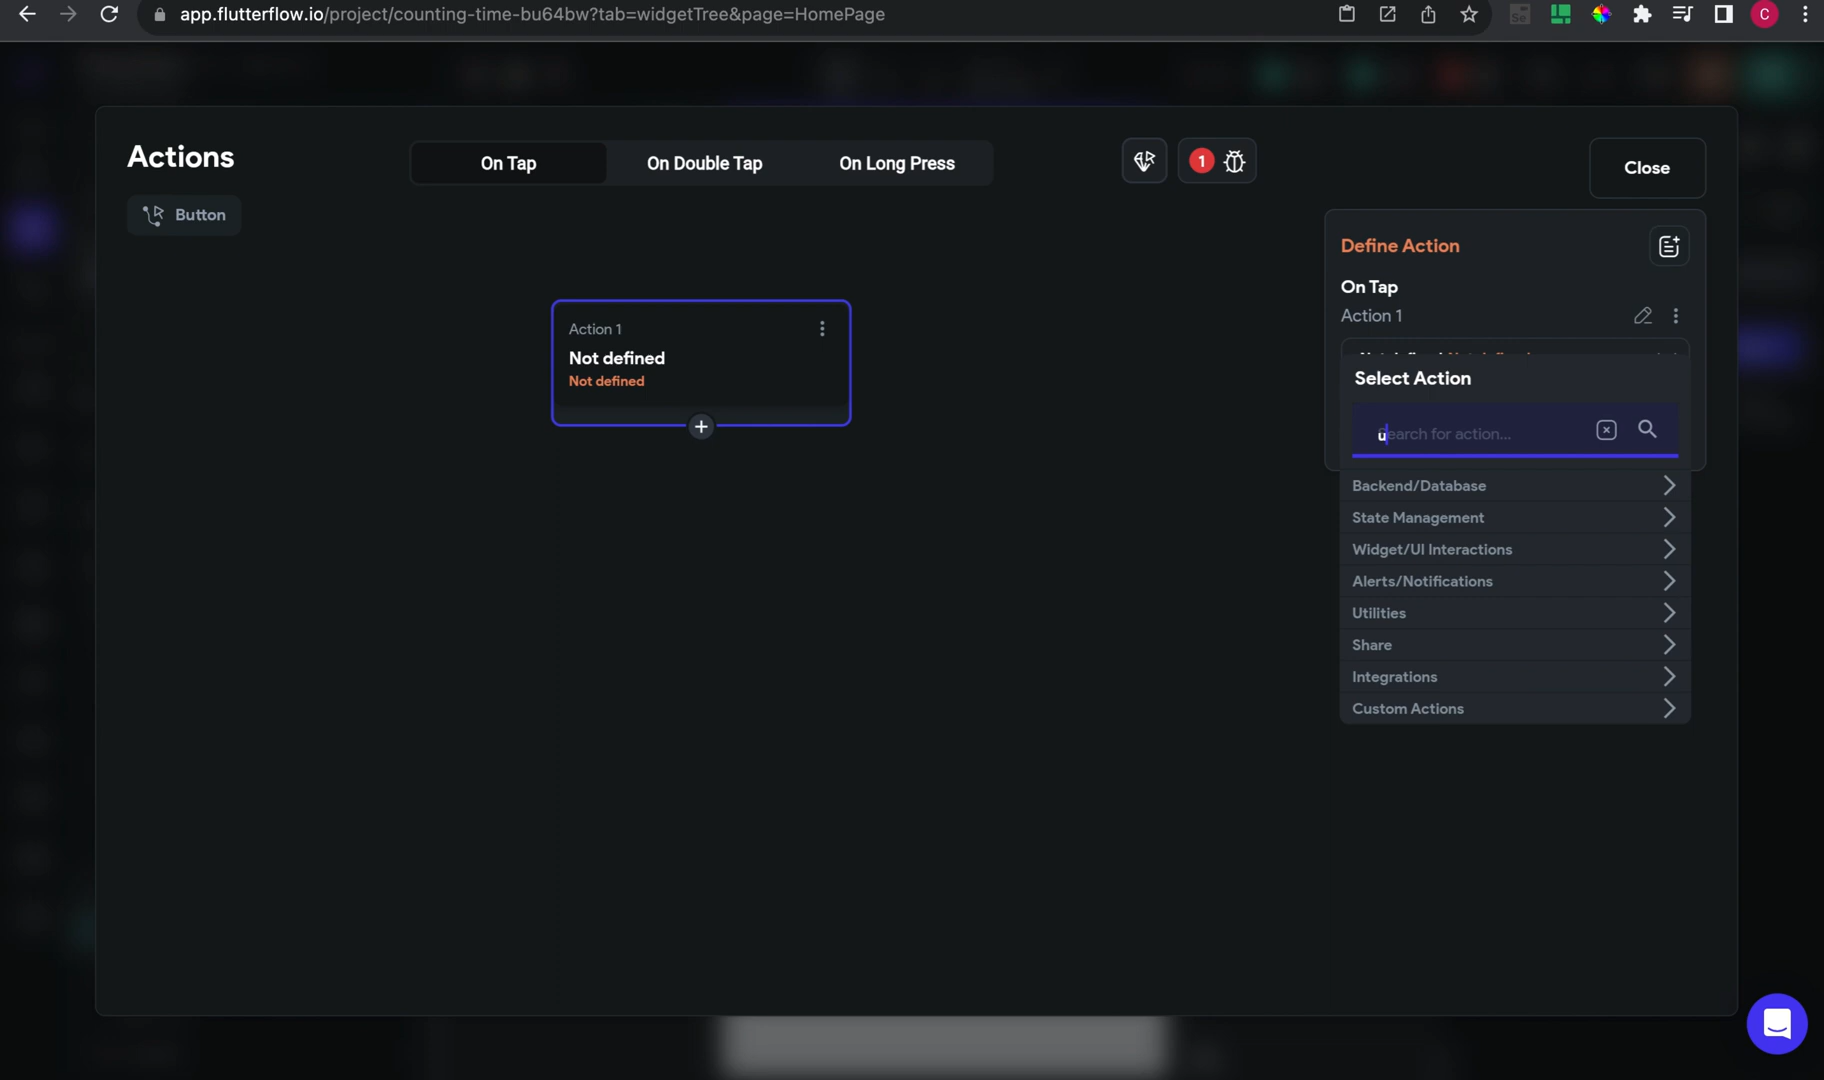 app.flutterflow.io/project/counting-time-bu64bw?tab=widgetTree&page=HomePage
Se
C
Actions
On Tap
On Double Tap
On Long Press
1
Close
Button
Define Action
On Tap
Action 1
Action 1
Not defined
Not defined
Select Action
u
Search for action...
Backend/Database
State Management
Widget/UI Interactions
Alerts/Notifications
Utilities
Share
Integrations
Custom Actions